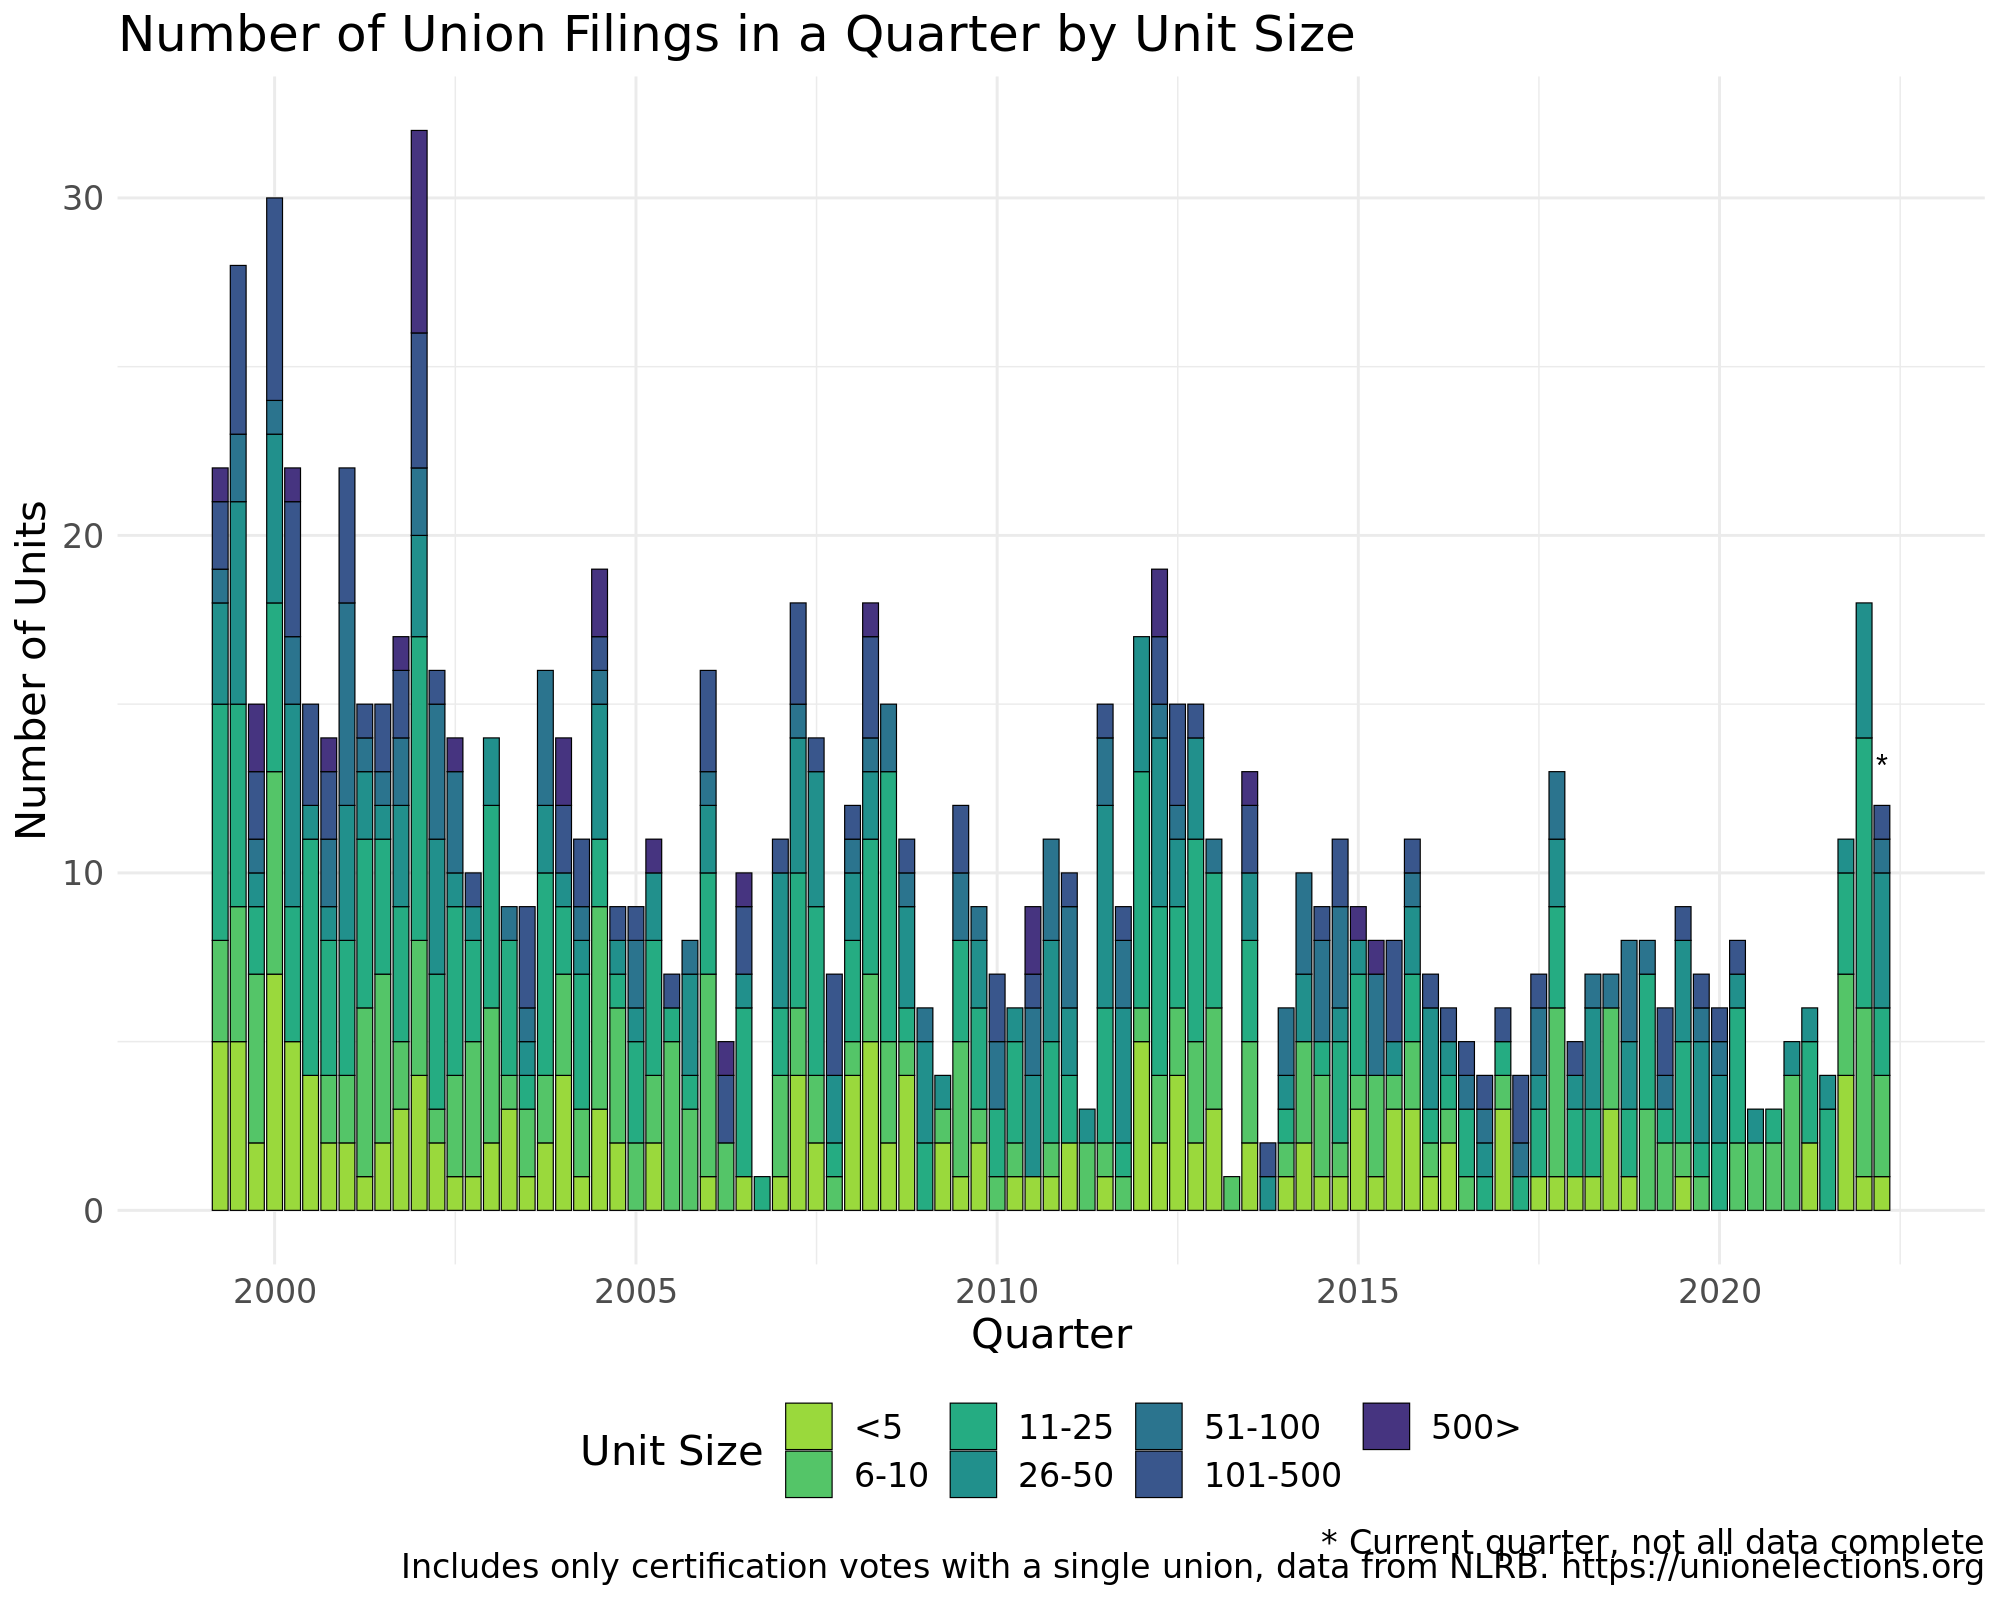 Number of Union Filings in a Quarter by Unit Size
Number of Units
30
20
10
0
*
2000 2005 2010 2015 2020
Quarter
Unit Size
<5 11-25 51-100 500>
6-10 26-50 101-500
* Current quarter, not all data complete
Includes only certification votes with a single union, data from NLRB. https://unionelections.org